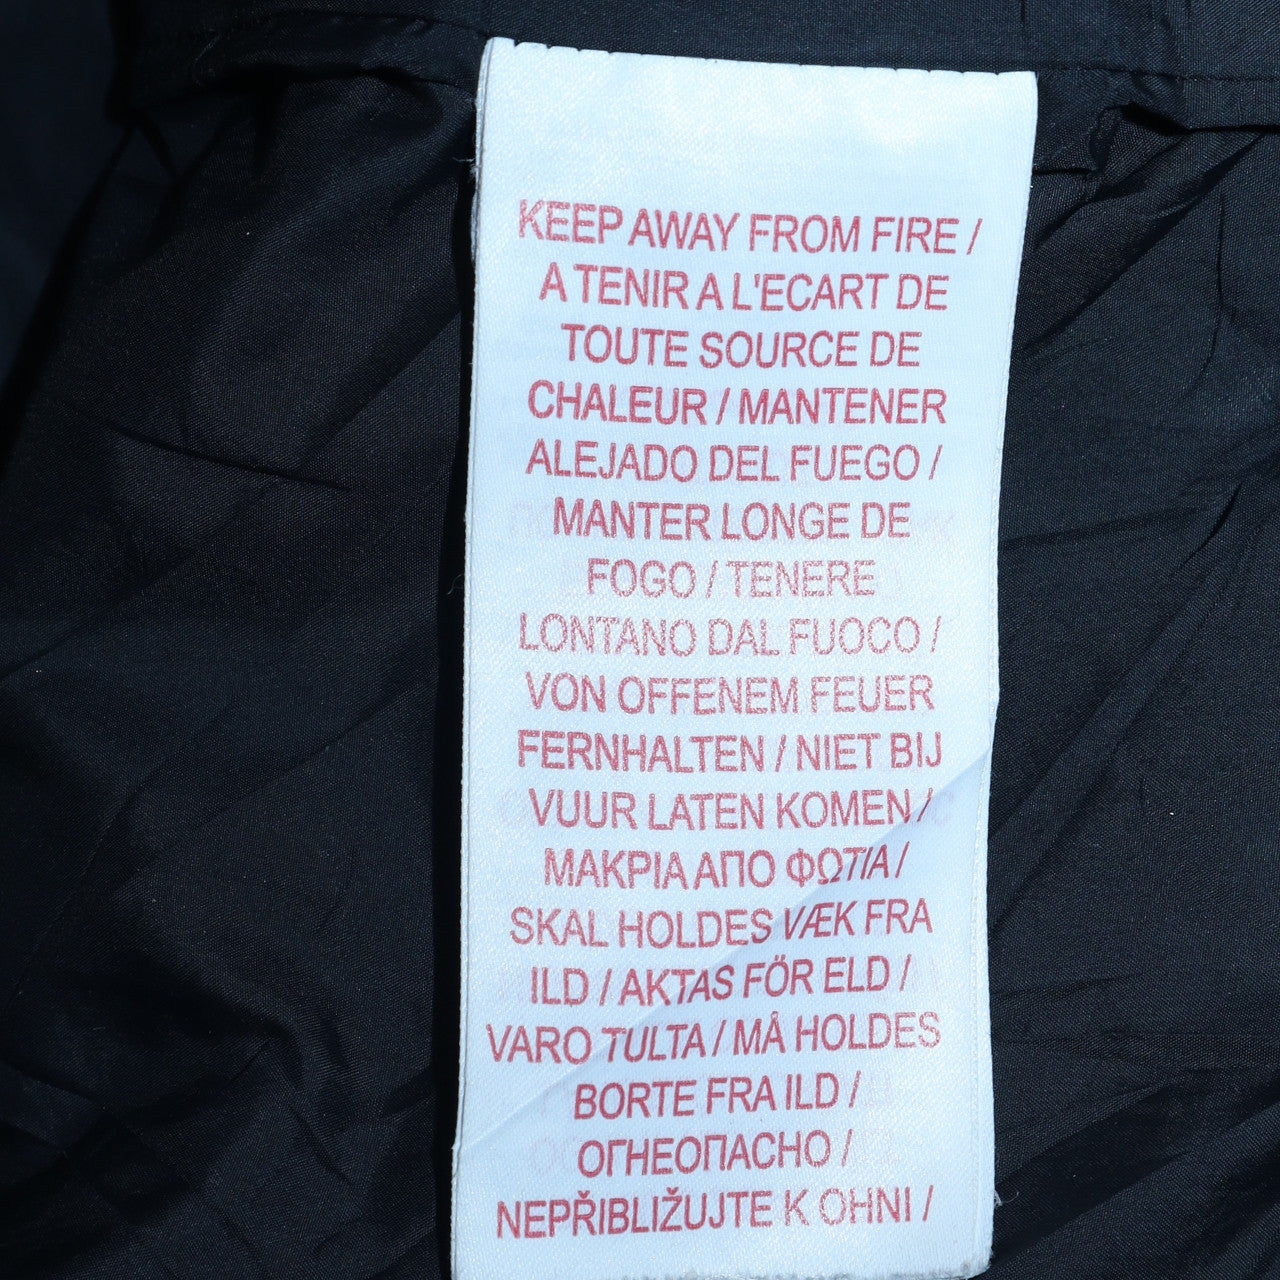 KEEP AWAY FROM FIRE /
A TENIR A L'ECART DE
TOUTE SOURCE DE
CHALEUR / MANTENER
ALEJADO DEL FUEGO /
MANTER LONGE DE
FOGO / TENERE
LONTANO DAL FUOCO /
VON OFFENEM FEUER
FERNHALTEN / NIET BIJ
VUUR LATEN KOMEN /
ΜΑΚΡΙΑ ΑΠΟ ΦΩΤΙΑ /
SKAL HOLDES VÆK FRA
ILD / AKTAS FÖR ELD /
VARO TULTA / MÅ HOLDES
BORTE FRA ILD /
ОГНЕОПАСНО /
NEPŘIBLIŽUJTE K OHNI /